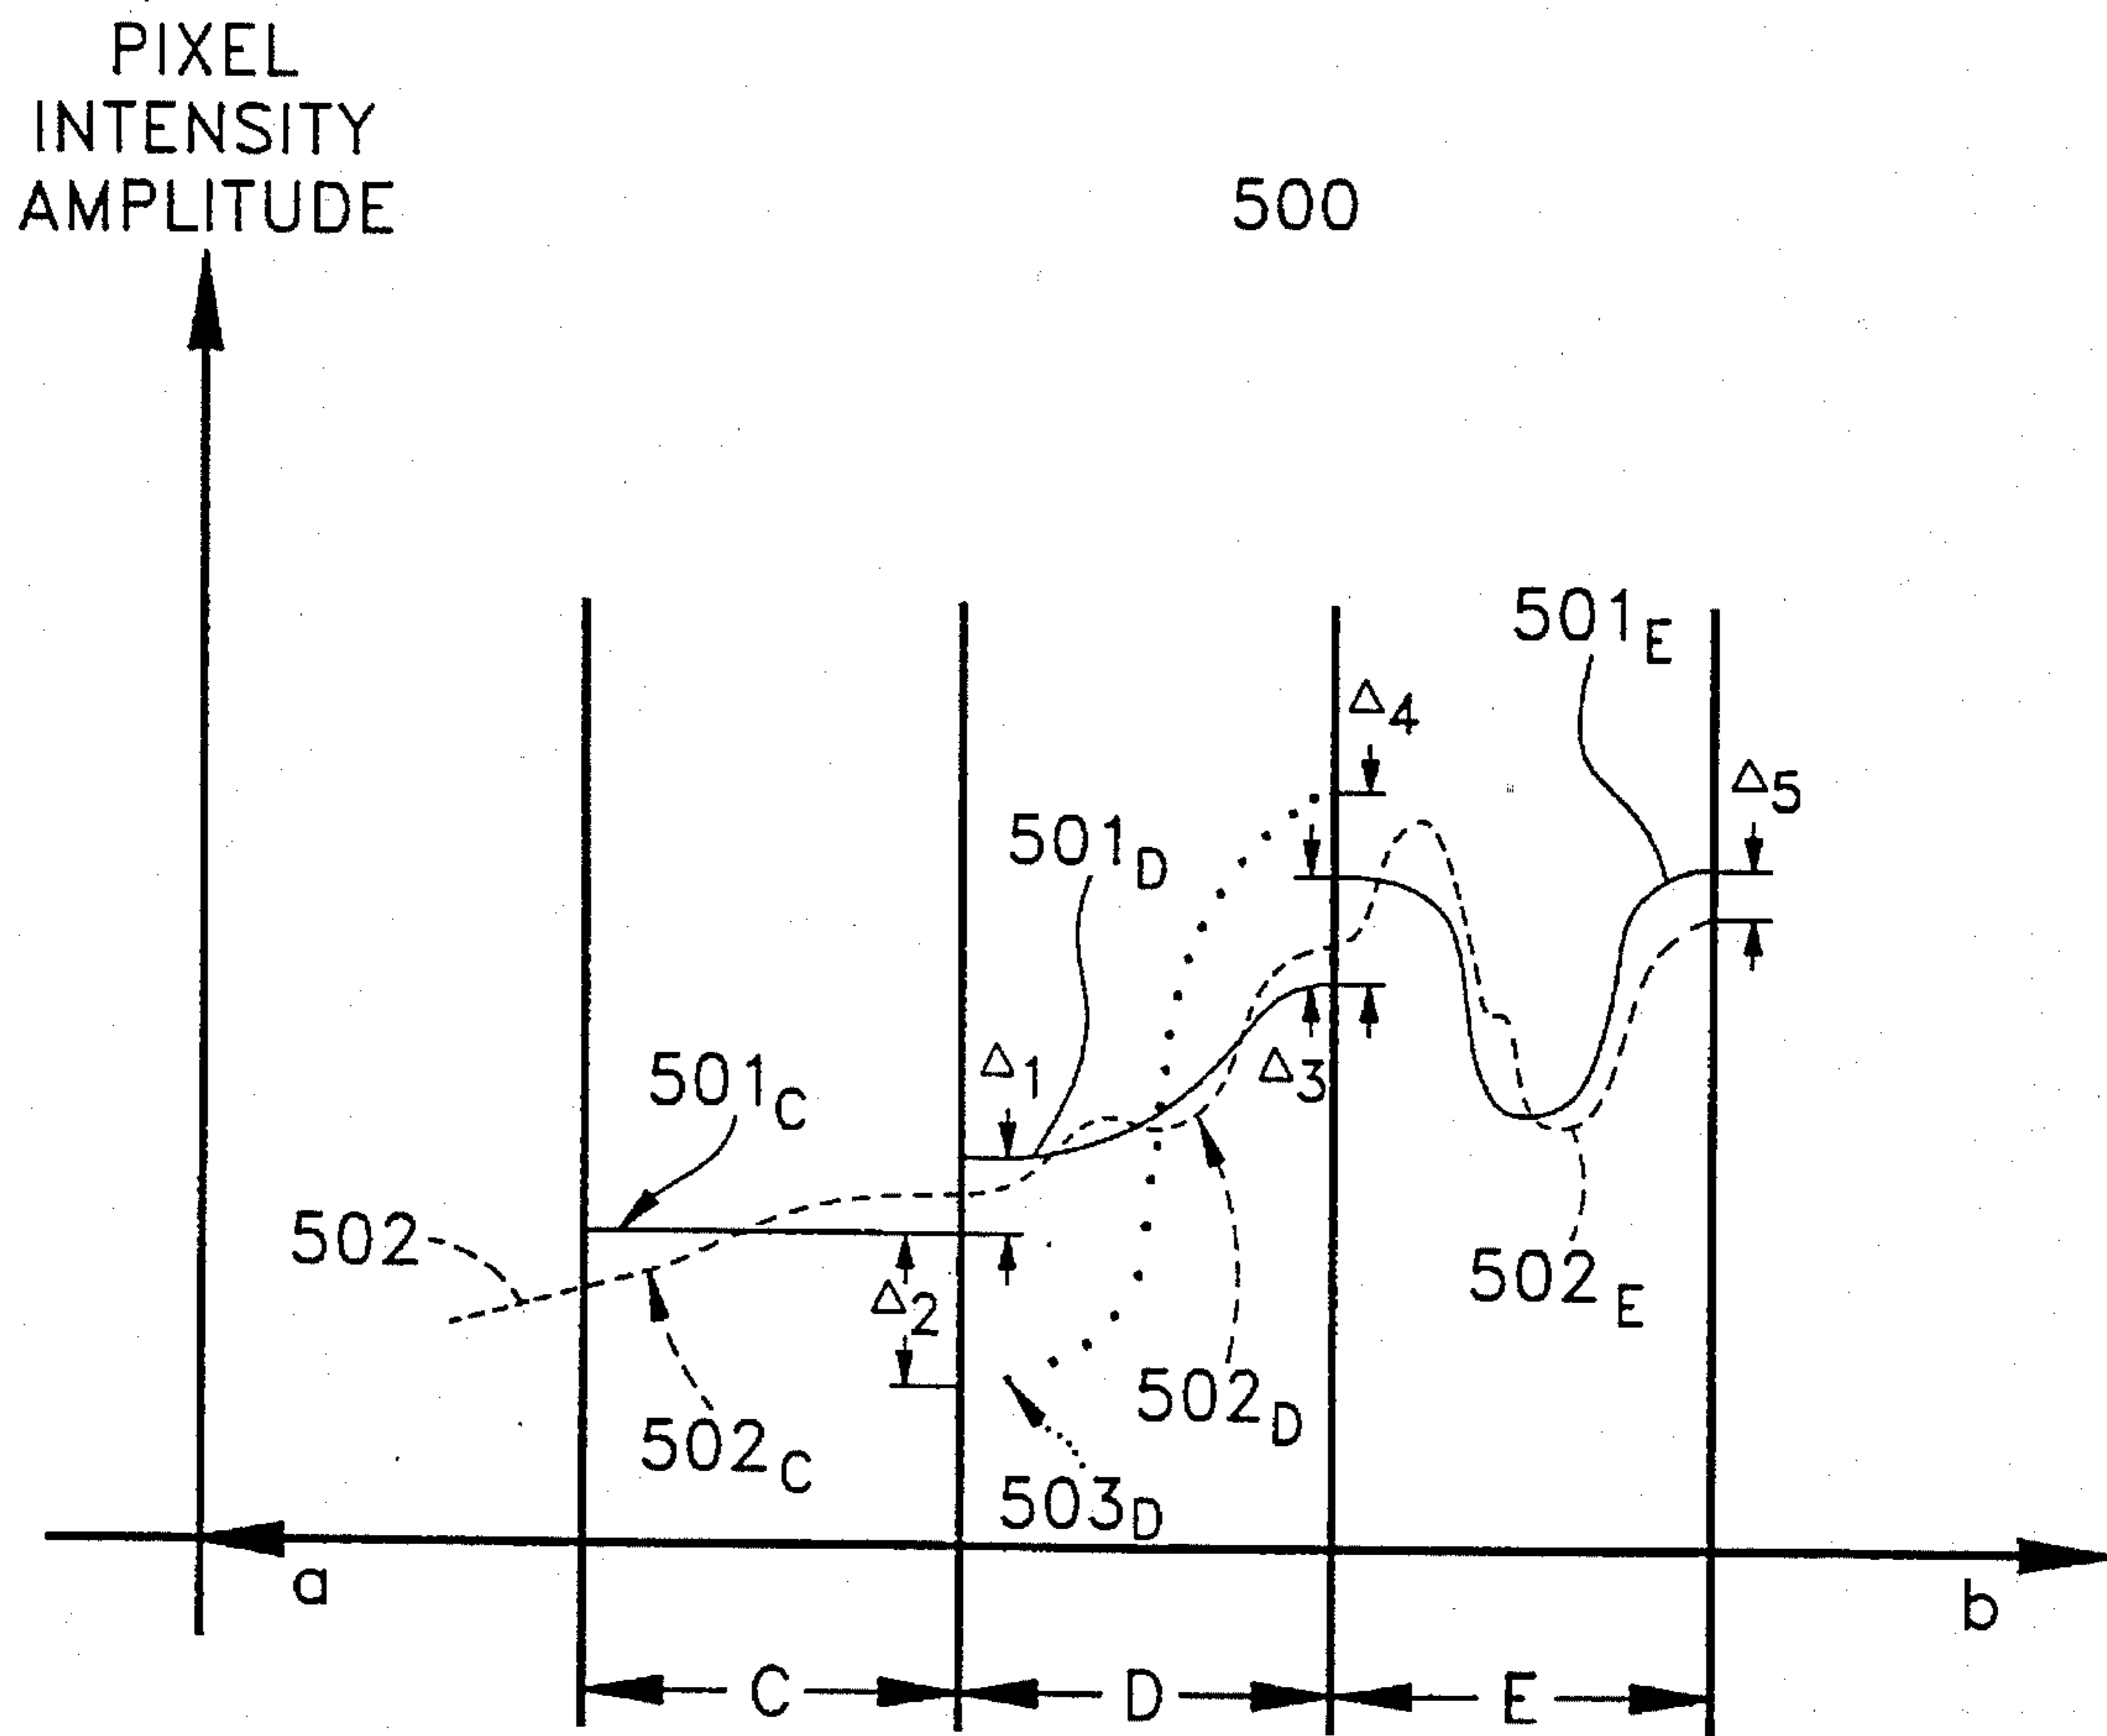 PIXEL
INTENSITY
AMPLITUDE
500
501E
Δ4
Δ5
501D
501C
Δ1
Δ3
502
Δ2
502E
502D
502C
503D
a
b
C
D
E